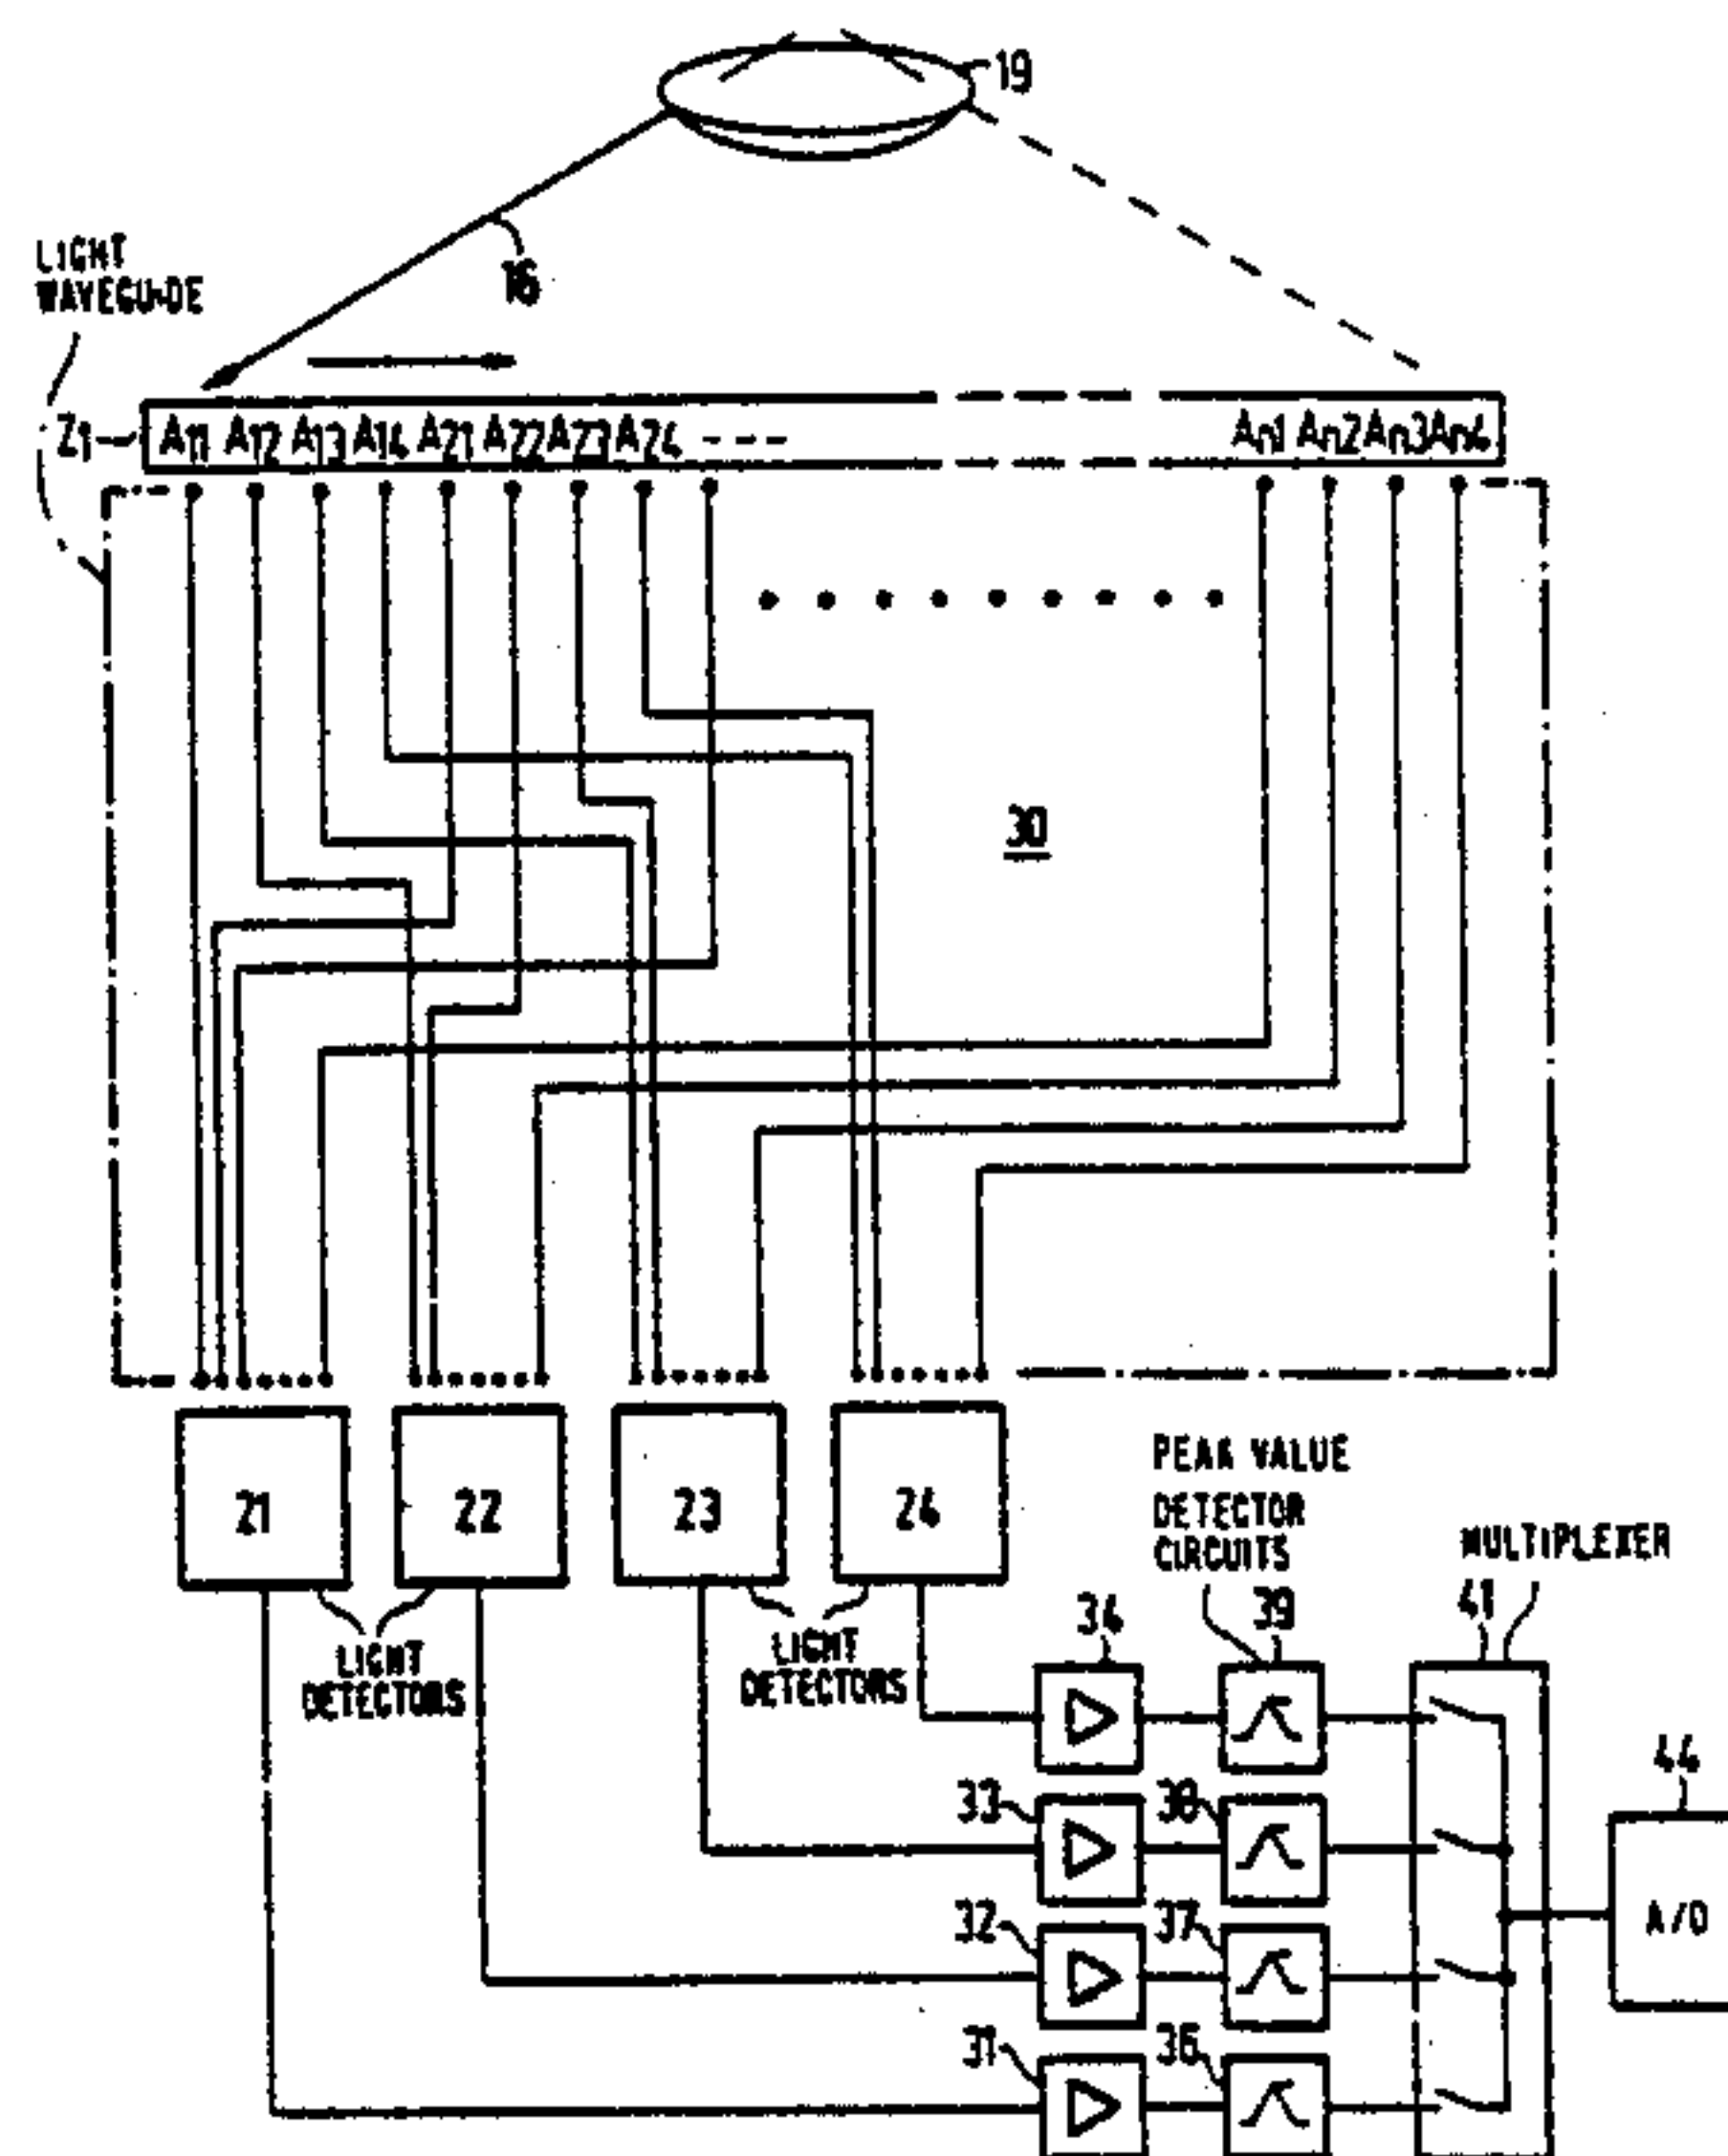 19
LIGHT
WAVEGUIDE
16
Z1
A11 A12 A13 A14 A21 A22 A23 A24 --- An1 An2 An3 An4
30
21 22 23 24
PEAK VALUE
DETECTOR
CIRCUITS
MULTIPLEXER
LIGHT
DETECTORS
LIGHT
DETECTORS
34 39 41
33 38 44
A/D
32 37
31 36